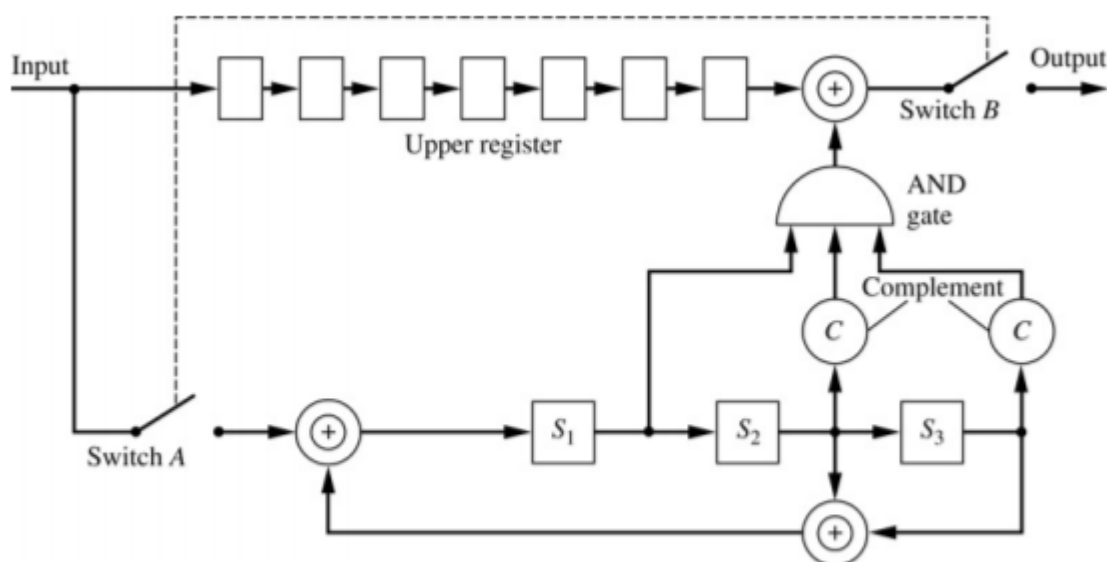 Input
Output
Switch B
Upper register
AND
gate
Complement
C
C
S₁
S₂
S₃
Switch A
+
+
+